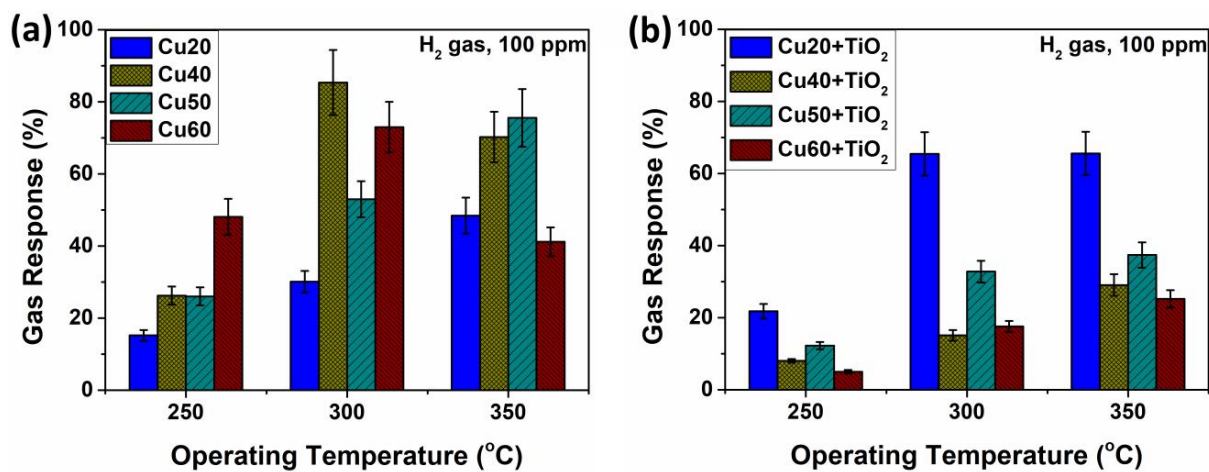 (a)
H₂ gas, 100 ppm
Cu20
Cu40
Cu50
Cu60
Gas Response (%)
100
80
60
40
20
0
250 300 350
Operating Temperature (°C)
(b)
H₂ gas, 100 ppm
Cu20+TiO₂
Cu40+TiO₂
Cu50+TiO₂
Cu60+TiO₂
Gas Response (%)
100
80
60
40
20
0
250 300 350
Operating Temperature (°C)